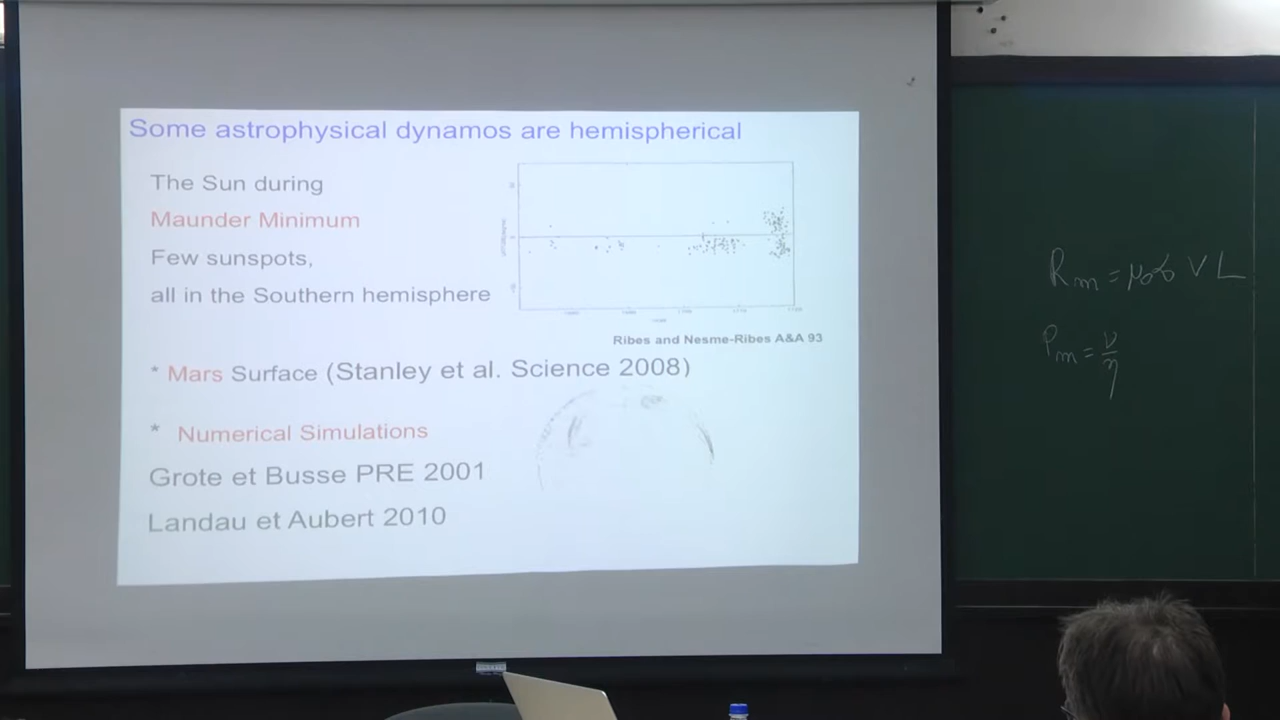 Some astrophysical dynamos are hemispherical
The Sun during
Maunder Minimum
Few sunspots,
all in the Southern hemisphere
Ribes and Nesme-Ribes A&A 93
* Mars Surface (Stanley et al. Science 2008)
* Numerical Simulations
Grote et Busse PRE 2001
Landau et Aubert 2010
Rm = μ₀σ V L
Pm = ν/η